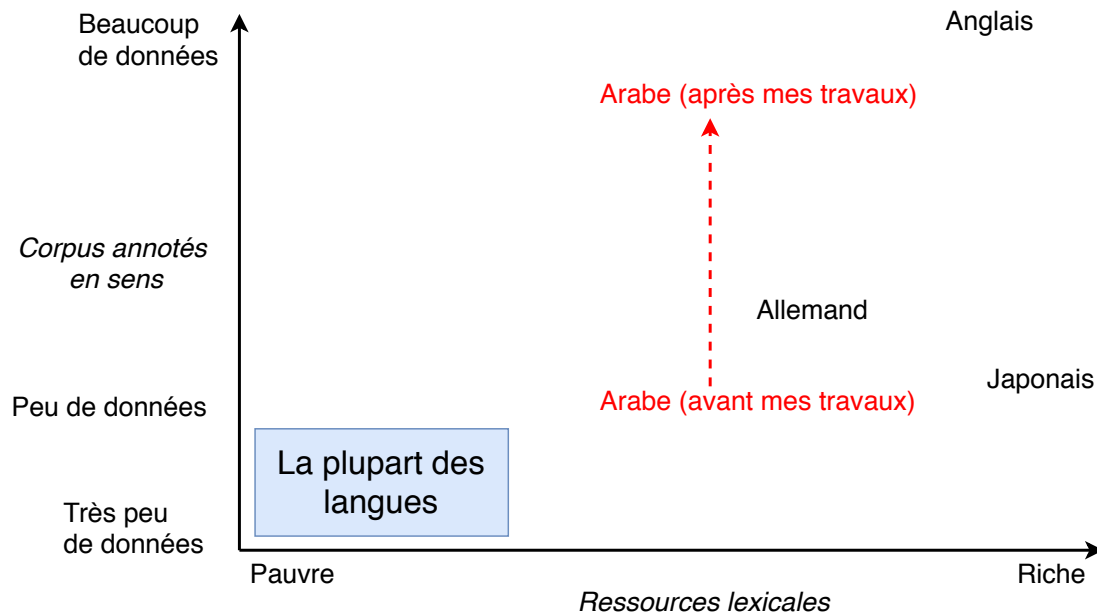 Beaucoup
de données
Anglais
Arabe (après mes travaux)
Corpus annotés
en sens
Allemand
Japonais
Peu de données
Arabe (avant mes travaux)
La plupart des
langues
Très peu
de données
Pauvre
Riche
Ressources lexicales